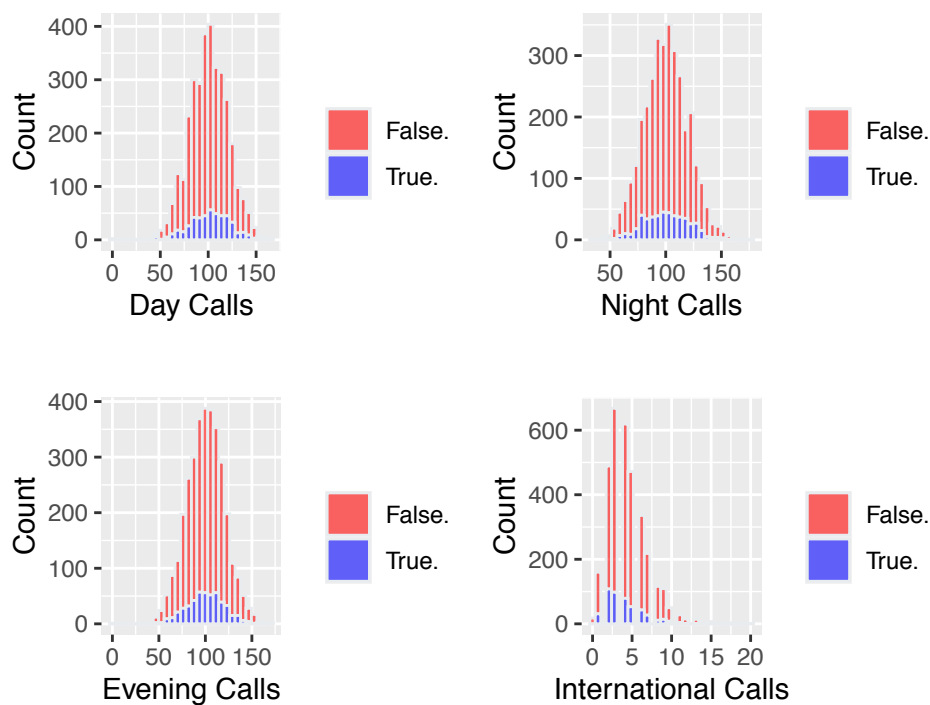 400
300
200
100
0
Count
0 50 100 150
Day Calls
False.
True.
300
200
100
0
Count
50 100 150
Night Calls
False.
True.
400
300
200
100
0
Count
0 50 100 150
Evening Calls
False.
True.
600
400
200
0
Count
0 5 10 15 20
International Calls
False.
True.